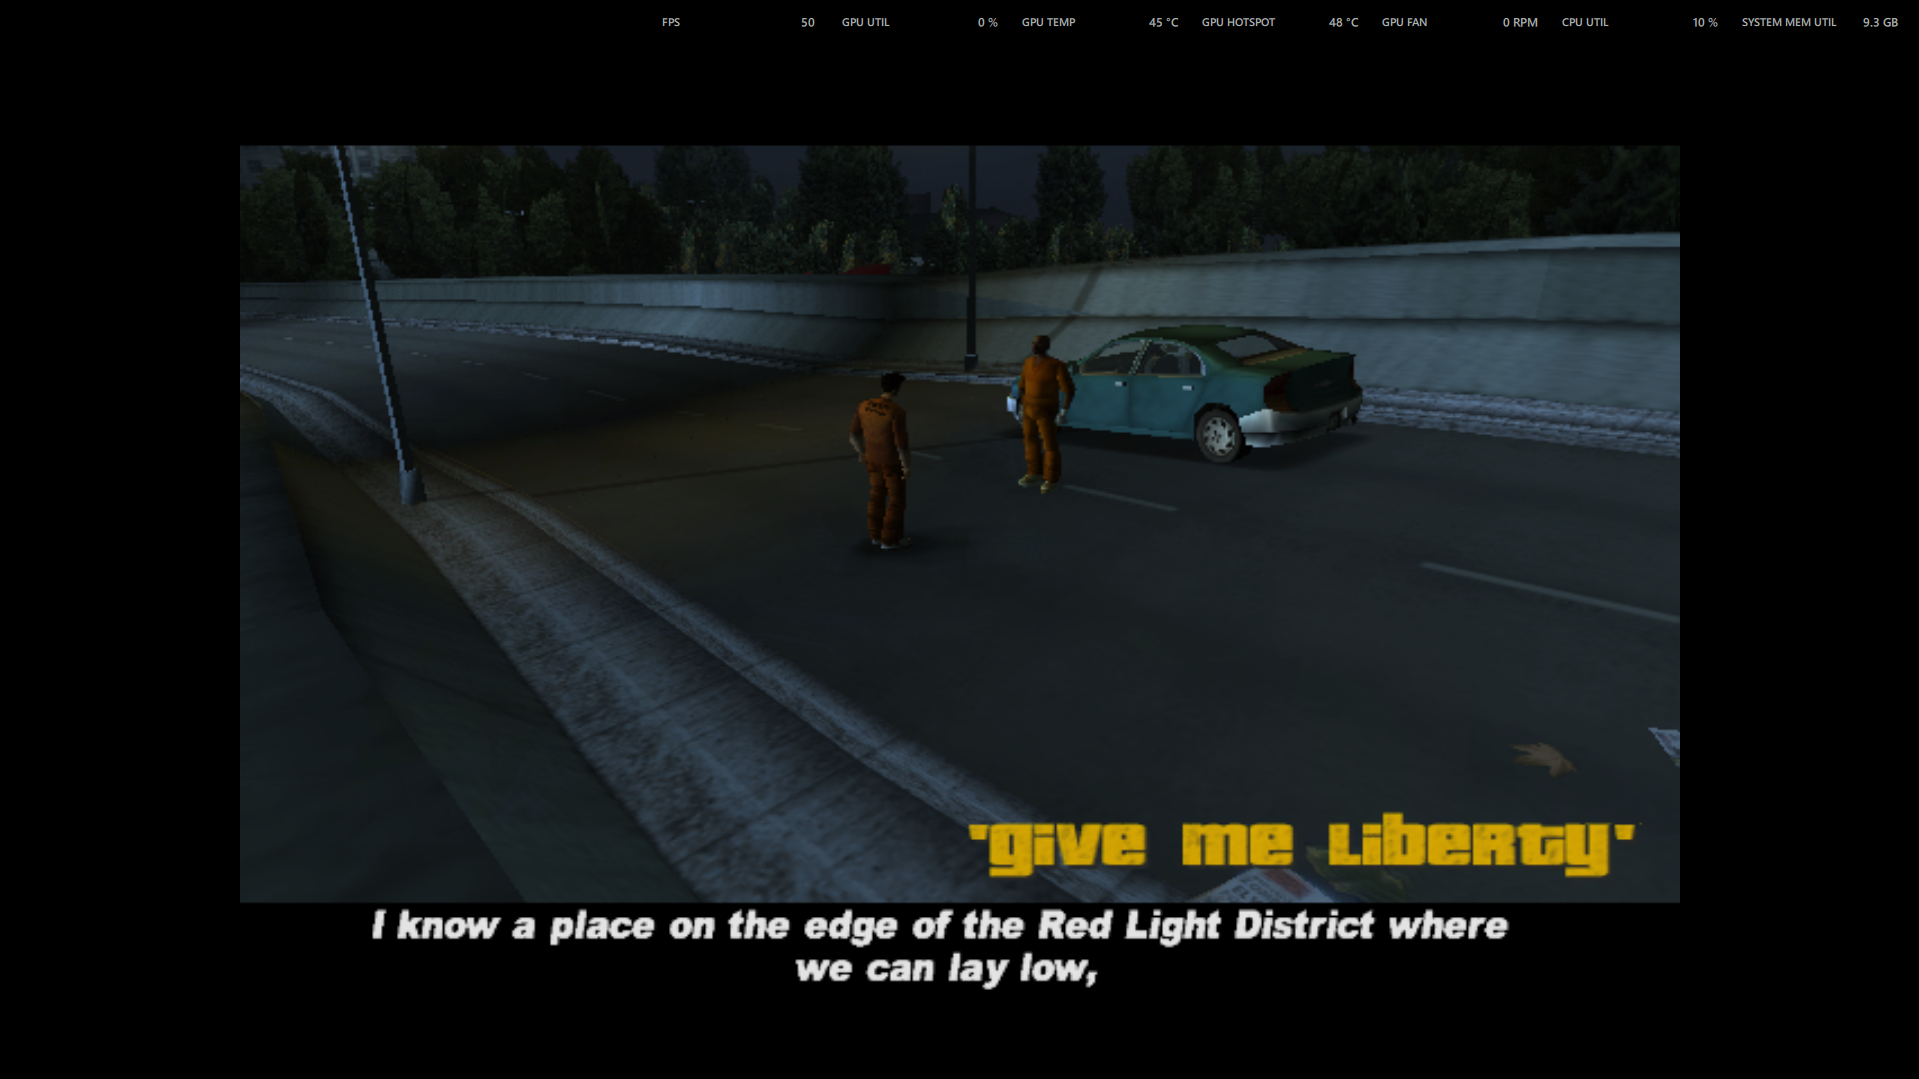 FPS 50 GPU UTIL 0 % GPU TEMP 45 °C GPU HOTSPOT 48 °C GPU FAN 0 RPM CPU UTIL 10 % SYSTEM MEM UTIL 9.3 GB
'give me Liberty'
I know a place on the edge of the Red Light District where
we can lay low,